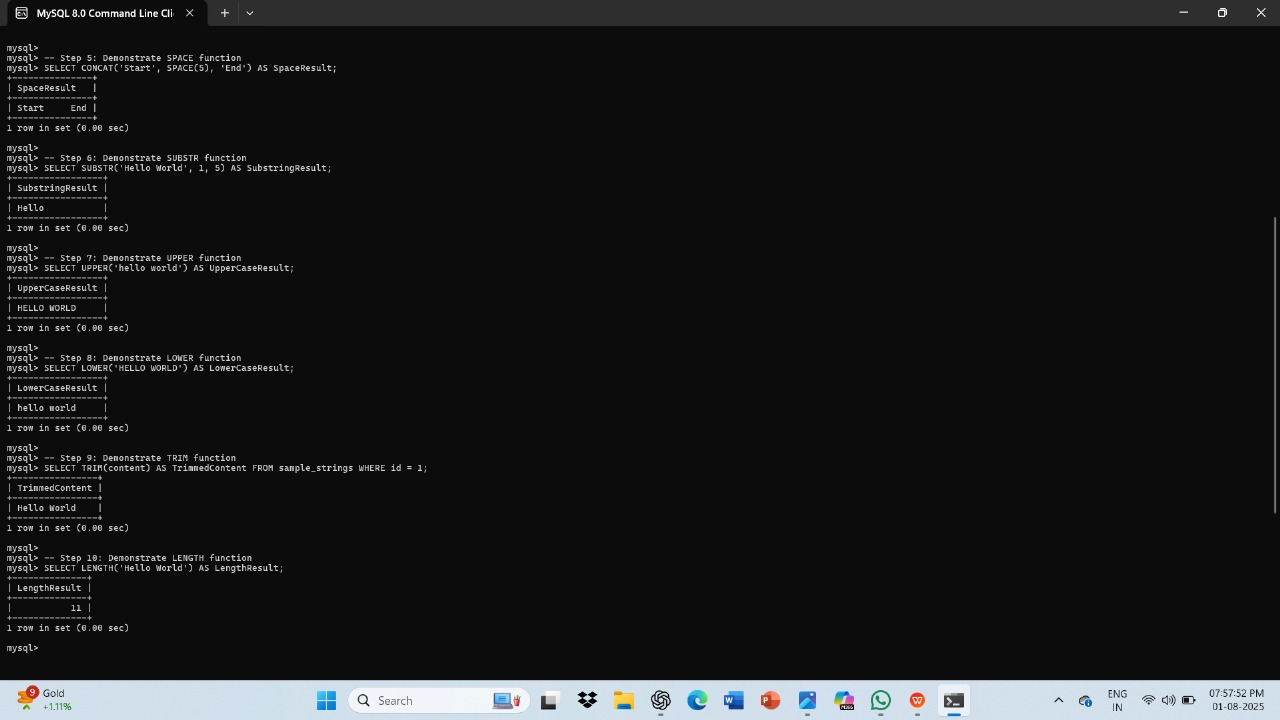 MySQL 8.0 Command Line Cli
mysql>
mysql> -- Step 5: Demonstrate SPACE function
mysql> SELECT CONCAT('Start', SPACE(5), 'End') AS SpaceResult;
+---------------+
| SpaceResult   |
+---------------+
| Start     End |
+---------------+
1 row in set (0.00 sec)
mysql>
mysql> -- Step 6: Demonstrate SUBSTR function
mysql> SELECT SUBSTR('Hello World', 1, 5) AS SubstringResult;
+-----------------+
| SubstringResult |
+-----------------+
| Hello           |
+-----------------+
1 row in set (0.00 sec)
mysql>
mysql> -- Step 7: Demonstrate UPPER function
mysql> SELECT UPPER('hello world') AS UpperCaseResult;
+-----------------+
| UpperCaseResult |
+-----------------+
| HELLO WORLD     |
+-----------------+
1 row in set (0.00 sec)
mysql>
mysql> -- Step 8: Demonstrate LOWER function
mysql> SELECT LOWER('HELLO WORLD') AS LowerCaseResult;
+-----------------+
| LowerCaseResult |
+-----------------+
| hello world     |
+-----------------+
1 row in set (0.00 sec)
mysql>
mysql> -- Step 9: Demonstrate TRIM function
mysql> SELECT TRIM(content) AS TrimmedContent FROM sample_strings WHERE id = 1;
+----------------+
| TrimmedContent |
+----------------+
| Hello World    |
+----------------+
1 row in set (0.00 sec)
mysql>
mysql> -- Step 10: Demonstrate LENGTH function
mysql> SELECT LENGTH('Hello World') AS LengthResult;
+--------------+
| LengthResult |
+--------------+
|           11 |
+--------------+
1 row in set (0.00 sec)
mysql>
9
Gold
+1.11%
Search
M365
ENG
IN
07:57:52 PM
01-08-2025